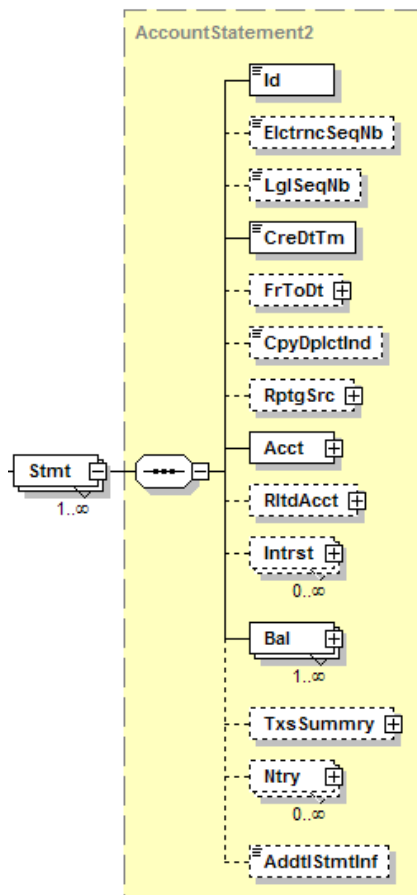 AccountStatement2
Id
ElctrncSeqNb
LglSeqNb
CreDtTm
FrToDt
CpyDplctInd
RptgSrc
Stmt
1..∞
Acct
RltdAcct
Intrst
0..∞
Bal
1..∞
TxsSummry
Ntry
0..∞
AddtlStmtInf